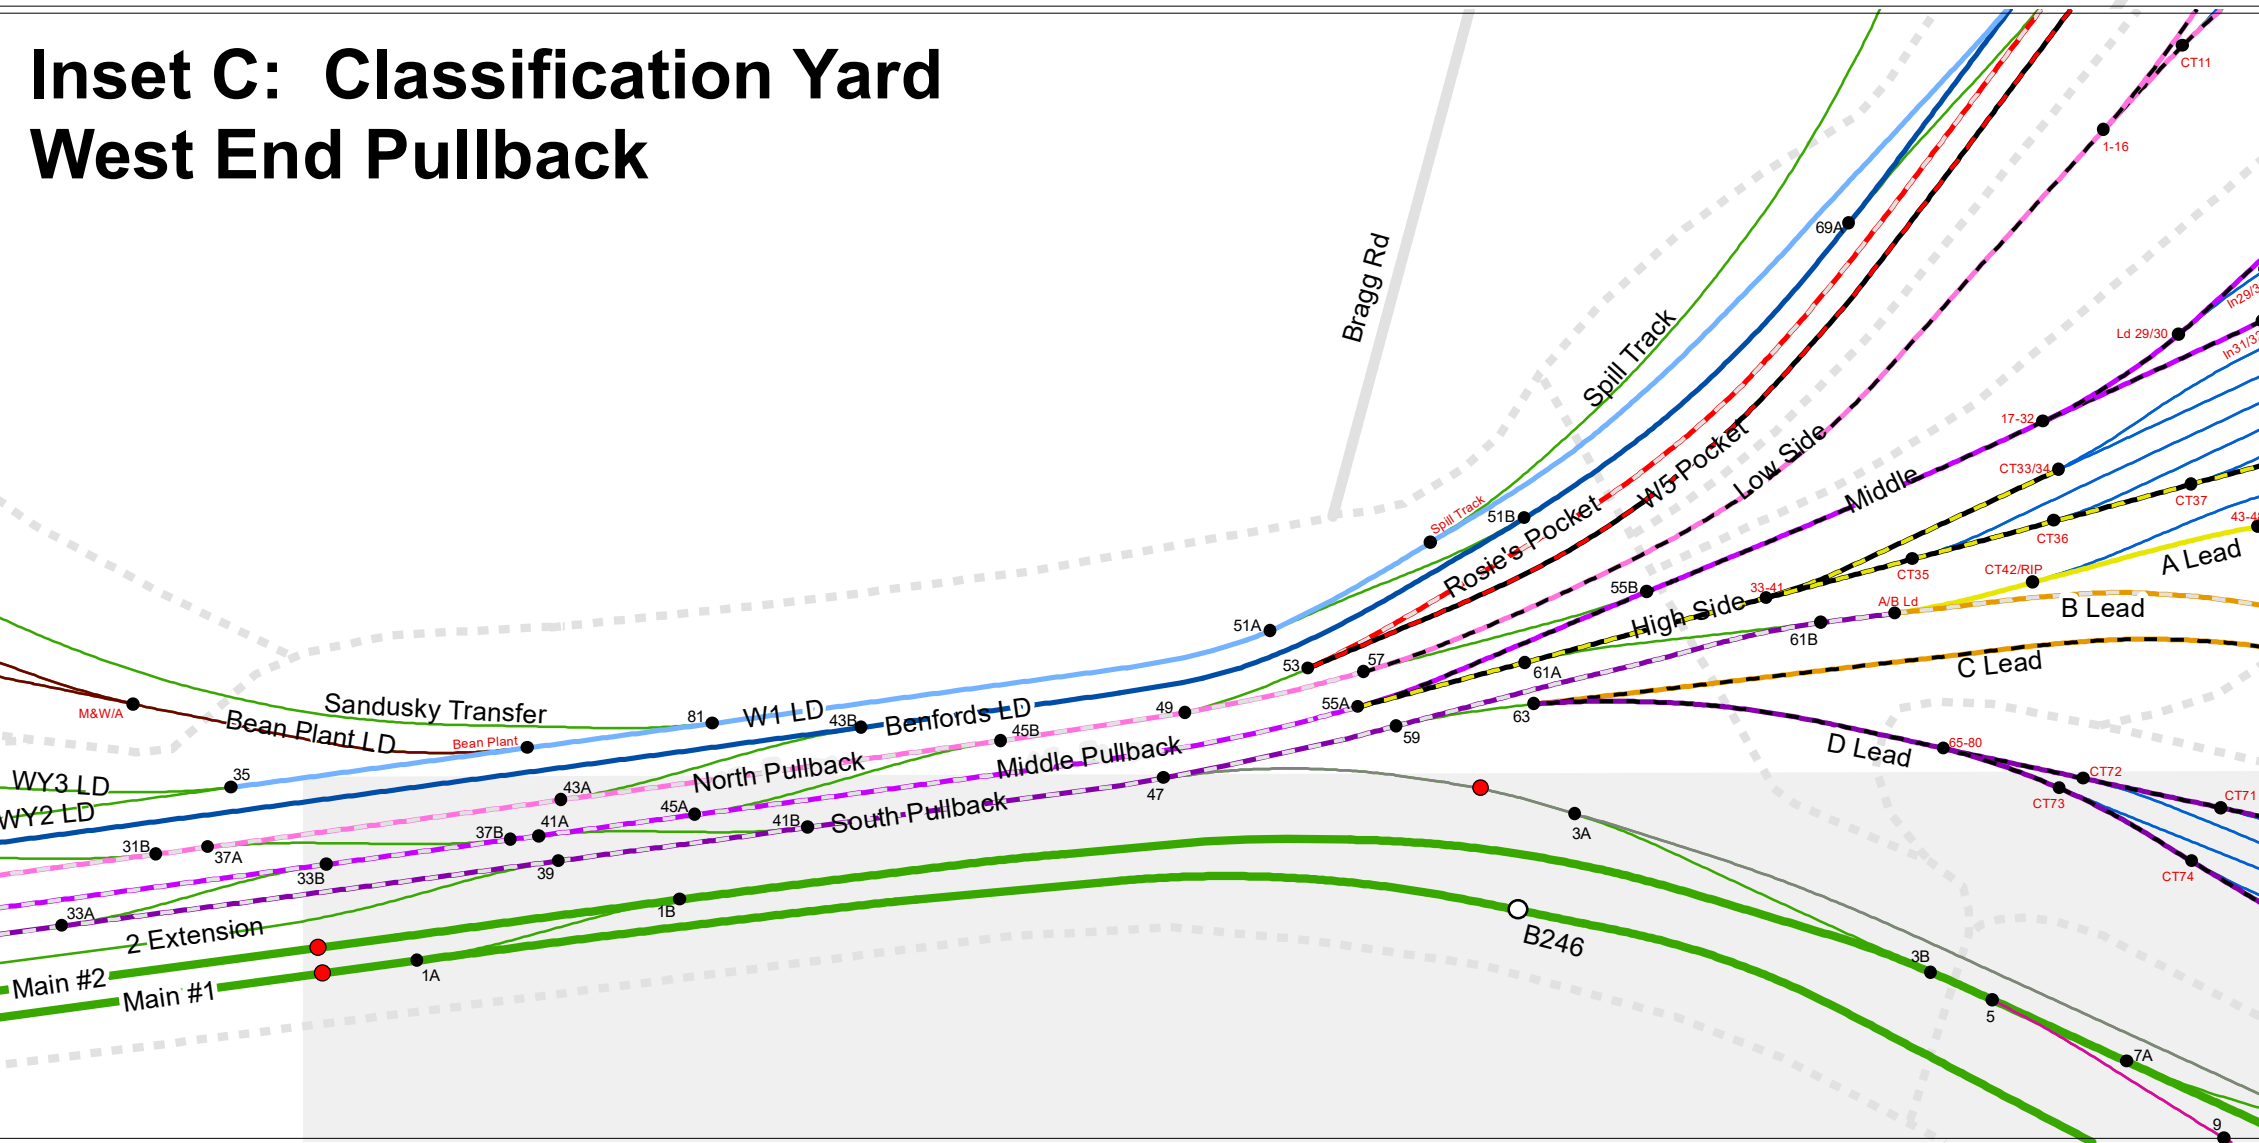 Inset C:  Classification Yard
West End Pullback
CT11
1-16
69A
Bragg Rd
Spill Track
Ld 29/30
17-32
W5 Pocket
Low Side
Middle
CT33/34
CT37
CT36
43-48
A Lead
Spill Track
51B
Rosie's Pocket
CT35
CT42/RIP
55B
33-41
A/B Ld
B Lead
High Side
61B
51A
53
57
61A
C Lead
55A
63
59
M&W/A
Sandusky Transfer
Bean Plant LD
Bean Plant
81
W1 LD
43B
Benfords LD
45B
49
65-80
D Lead
CT72
CT71
CT73
CT74
WY3 LD
35
WY2 LD
North Pullback
Middle Pullback
43A
45A
47
41B
South Pullback
41A
37B
31B
37A
33B
39
3A
33A
1B
2 Extension
B246
3B
Main #2
Main #1
1A
5
7A
9